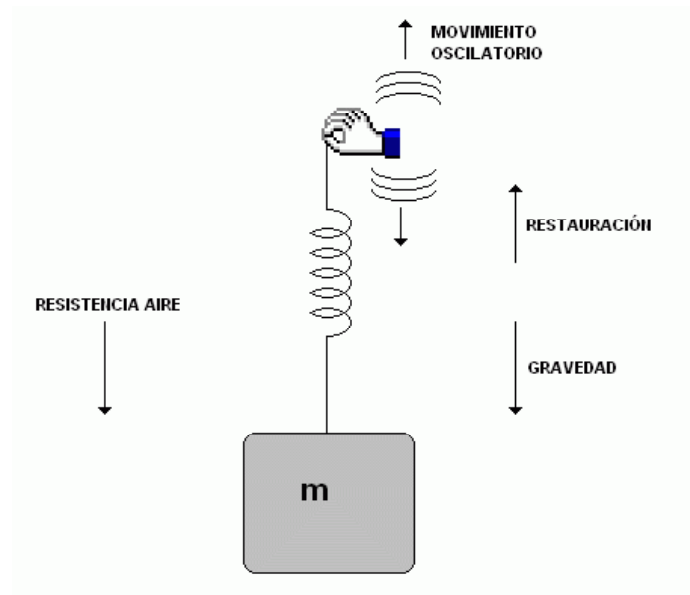 MOVIMIENTO
OSCILATORIO
RESTAURACIÓN
RESISTENCIA AIRE
GRAVEDAD
m